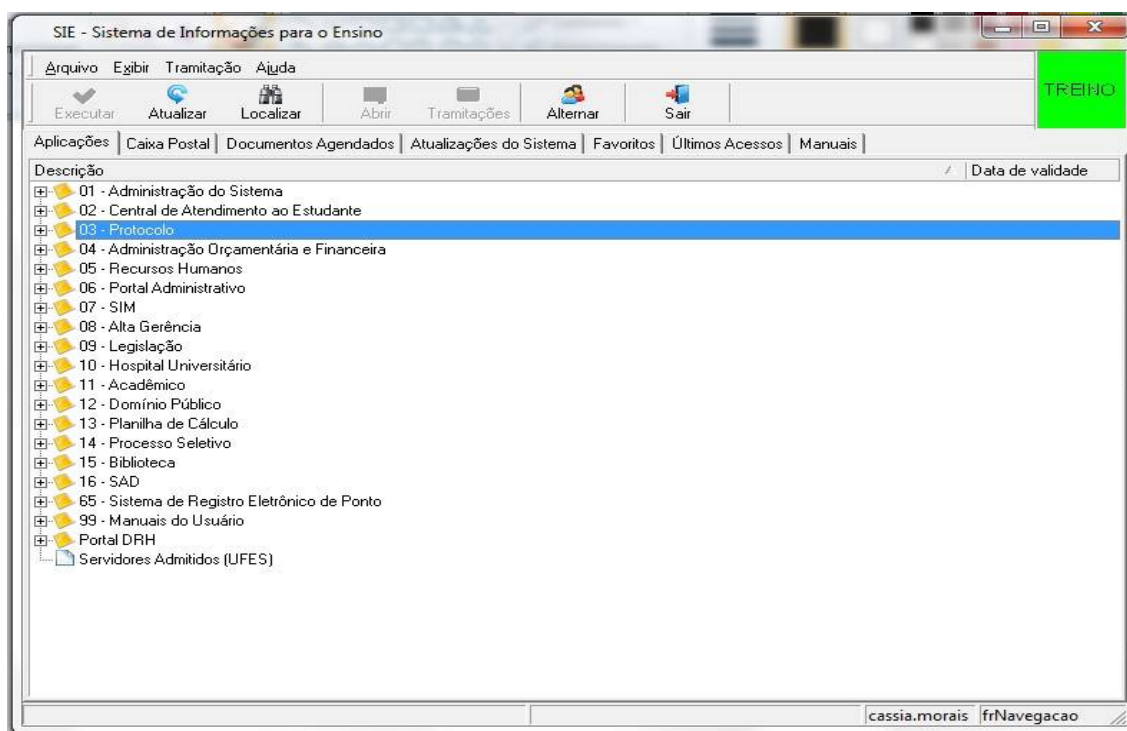 SIE - Sistema de Informações para o Ensino
Arquivo Exibir Tramitação Ajuda
TREINO
Executar Atualizar Localizar Abrir Tramitações Alternar Sair
Aplicações Caixa Postal Documentos Agendados Atualizações do Sistema Favoritos Últimos Acessos Manuais
Descrição Data de validade
01 - Administração do Sistema
02 - Central de Atendimento ao Estudante
03 - Protocolo
04 - Administração Orçamentária e Financeira
05 - Recursos Humanos
06 - Portal Administrativo
07 - SIM
08 - Alta Gerência
09 - Legislação
10 - Hospital Universitário
11 - Acadêmico
12 - Domínio Público
13 - Planilha de Cálculo
14 - Processo Seletivo
15 - Biblioteca
16 - SAD
65 - Sistema de Registro Eletrônico de Ponto
99 - Manuais do Usuário
Portal DRH
Servidores Admitidos (UFES)
cassia.morais frNavegacao